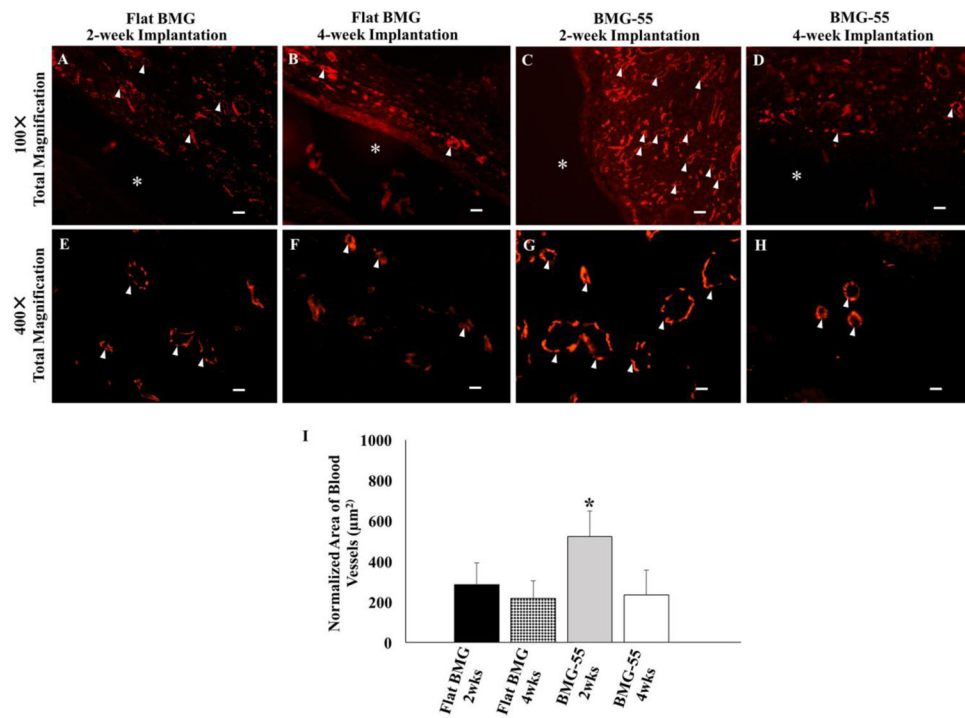 Flat BMG
2-week Implantation
Flat BMG
4-week Implantation
BMG-55
2-week Implantation
BMG-55
4-week Implantation
100×
Total Magnification
A
B
C
D
*
*
*
*
400×
Total Magnification
E
F
G
H
I
Normalized Area of Blood
Vessels (μm²)
1000
800
600
400
200
0
*
Flat BMG
2wks
Flat BMG
4wks
BMG-55
2wks
BMG-55
4wks